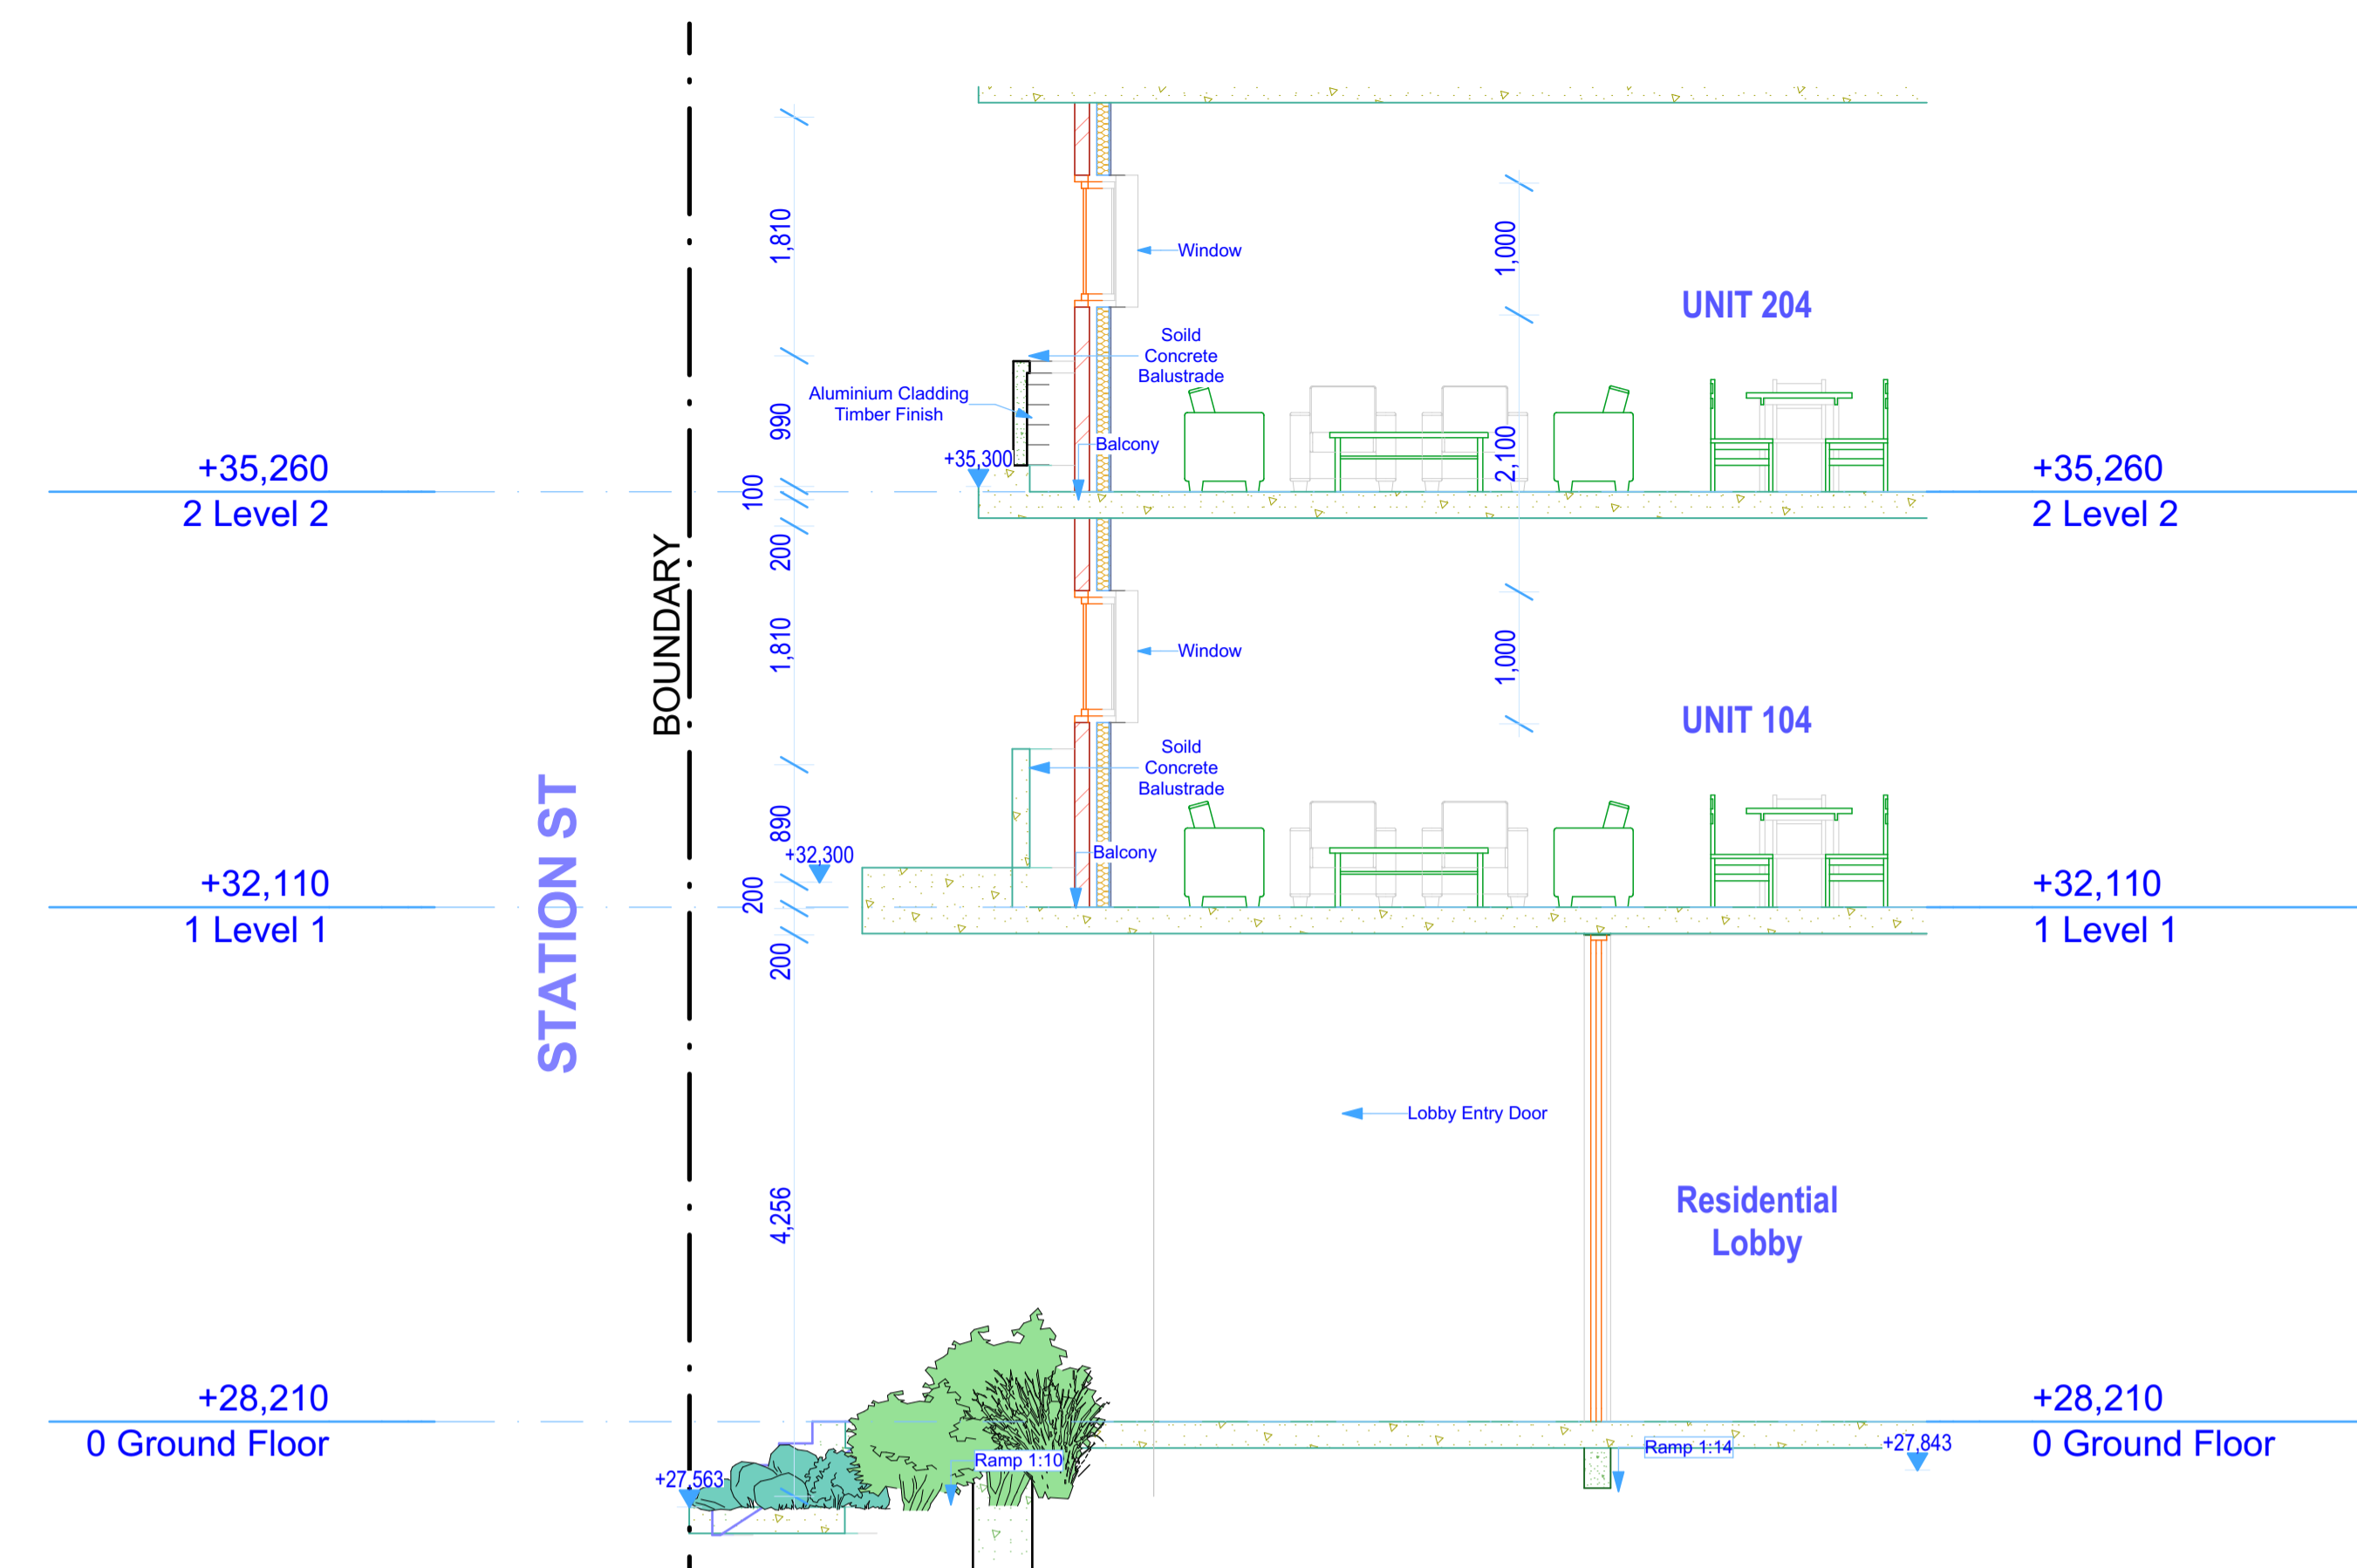 1,810
1,000
Window
UNIT 204
Soild
Concrete
Balustrade
Aluminium Cladding
Timber Finish
990
2,100
Balcony
+35,300
+35,260
2 Level 2
+35,260
2 Level 2
100
200
BOUNDARY
1,810
Window
1,000
UNIT 104
Soild
Concrete
Balustrade
STATION ST
890
+32,300
Balcony
+32,110
1 Level 1
+32,110
1 Level 1
200
200
Lobby Entry Door
4,256
Residential
Lobby
+28,210
0 Ground Floor
+28,210
0 Ground Floor
+27,563
Ramp 1:10
Ramp 1:14
+27,843